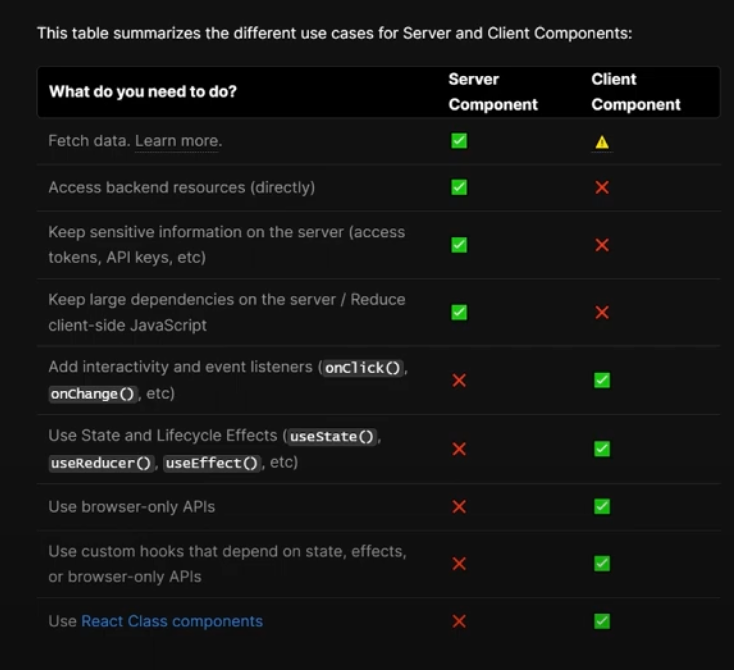 This table summarizes the different use cases for Server and Client Components:
What do you need to do?
Server
Component
Client
Component
Fetch data. Learn more.
Access backend resources (directly)
Keep sensitive information on the server (access
tokens, API keys, etc)
Keep large dependencies on the server / Reduce
client-side JavaScript
Add interactivity and event listeners (onClick(),
onChange(), etc)
Use State and Lifecycle Effects (useState(),
useReducer(), useEffect(), etc)
Use browser-only APIs
Use custom hooks that depend on state, effects,
or browser-only APIs
Use React Class components